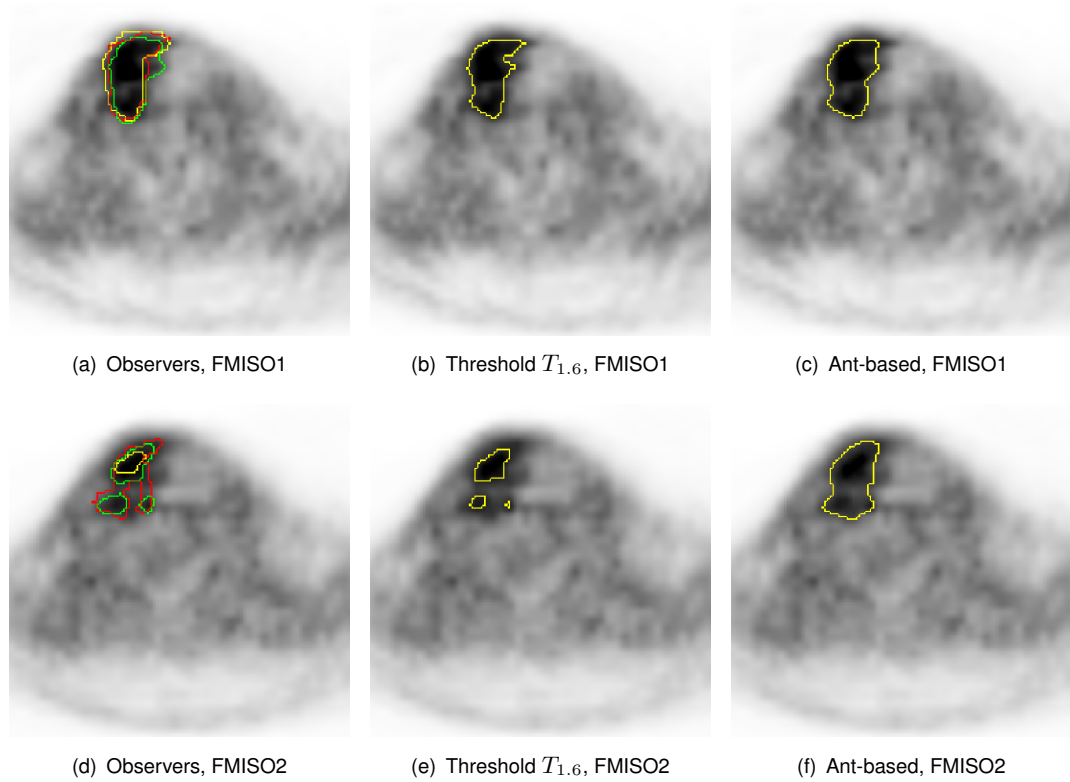 (a) Observers, FMISO1
(b) Threshold T1.6, FMISO1
(c) Ant-based, FMISO1
(d) Observers, FMISO2
(e) Threshold T1.6, FMISO2
(f) Ant-based, FMISO2